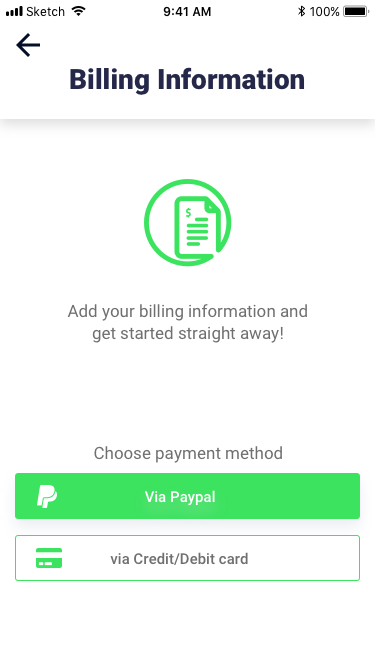 Sketch 9:41 AM 100%
Billing Information
$
Add your billing information and
get started straight away!
Choose payment method
Via Paypal
via Credit/Debit card